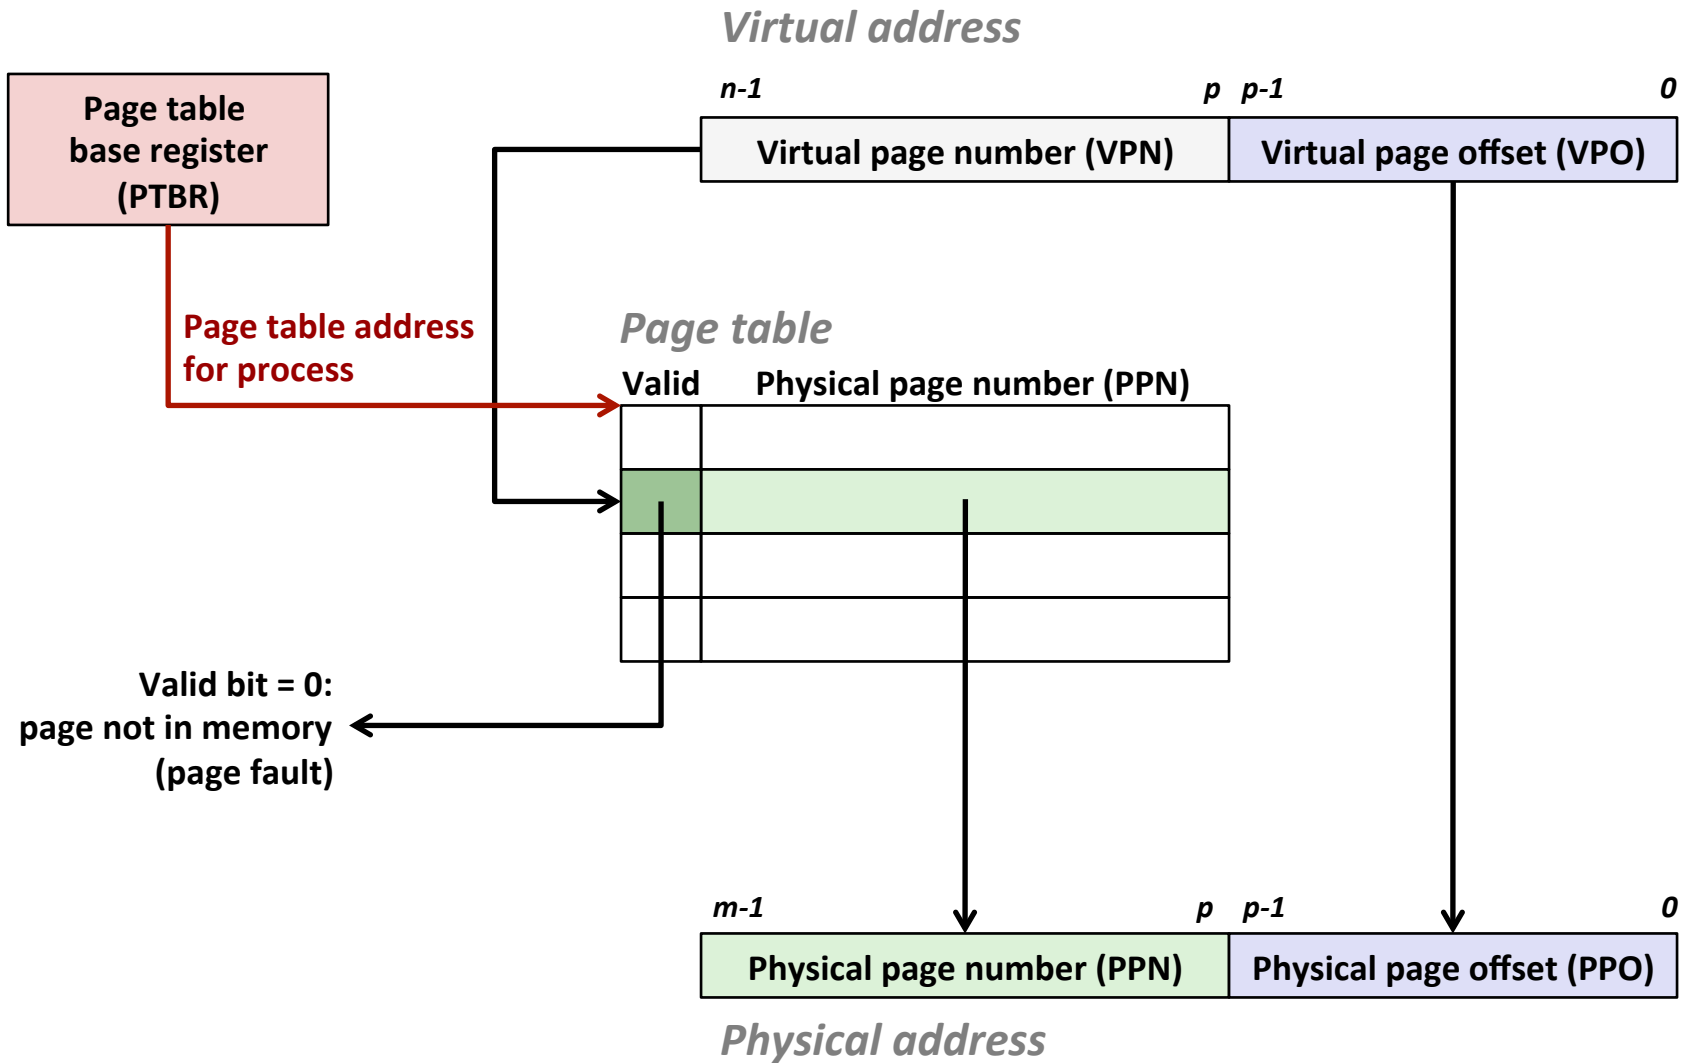 Virtual address
n-1 p p-1 0
Virtual page number (VPN) Virtual page offset (VPO)
Page table
base register
(PTBR)
Page table address
for process
Page table
Valid Physical page number (PPN)
Valid bit = 0:
page not in memory
(page fault)
m-1 p p-1 0
Physical page number (PPN) Physical page offset (PPO)
Physical address